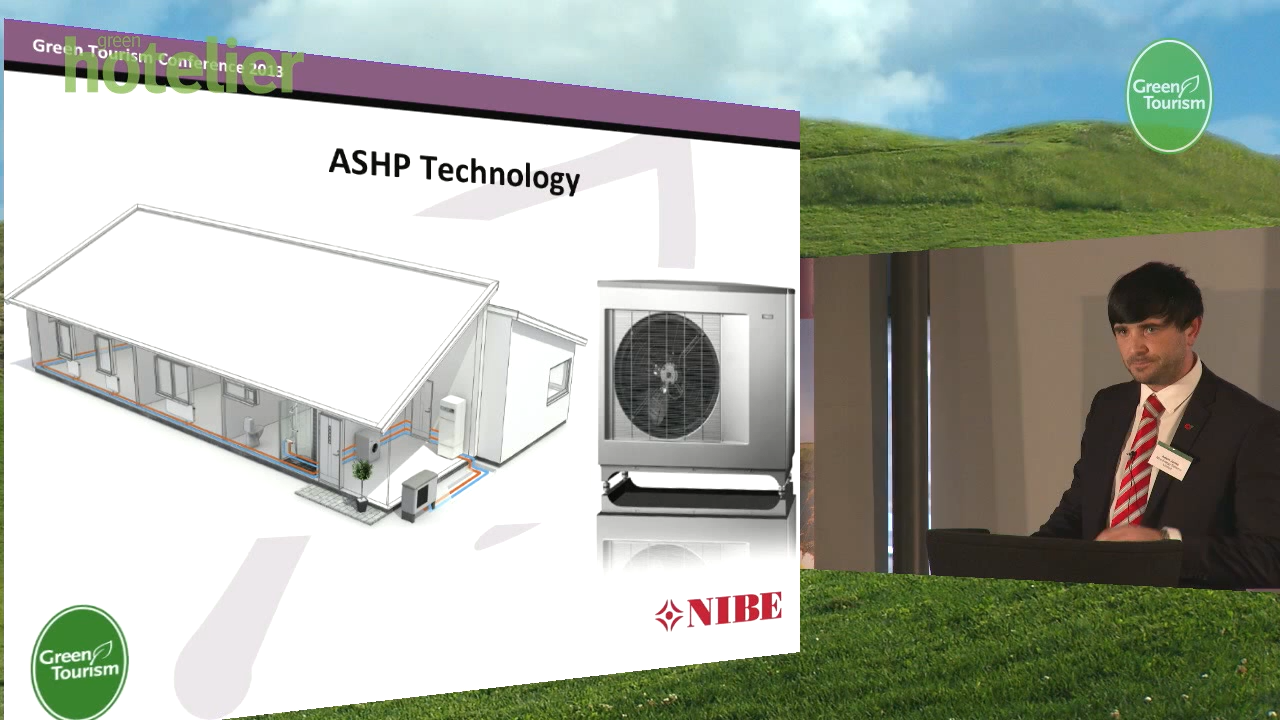 Green Tourism Conference 2013
green
hotelier
Green
Tourism
ASHP Technology
NIBE
Green
Tourism